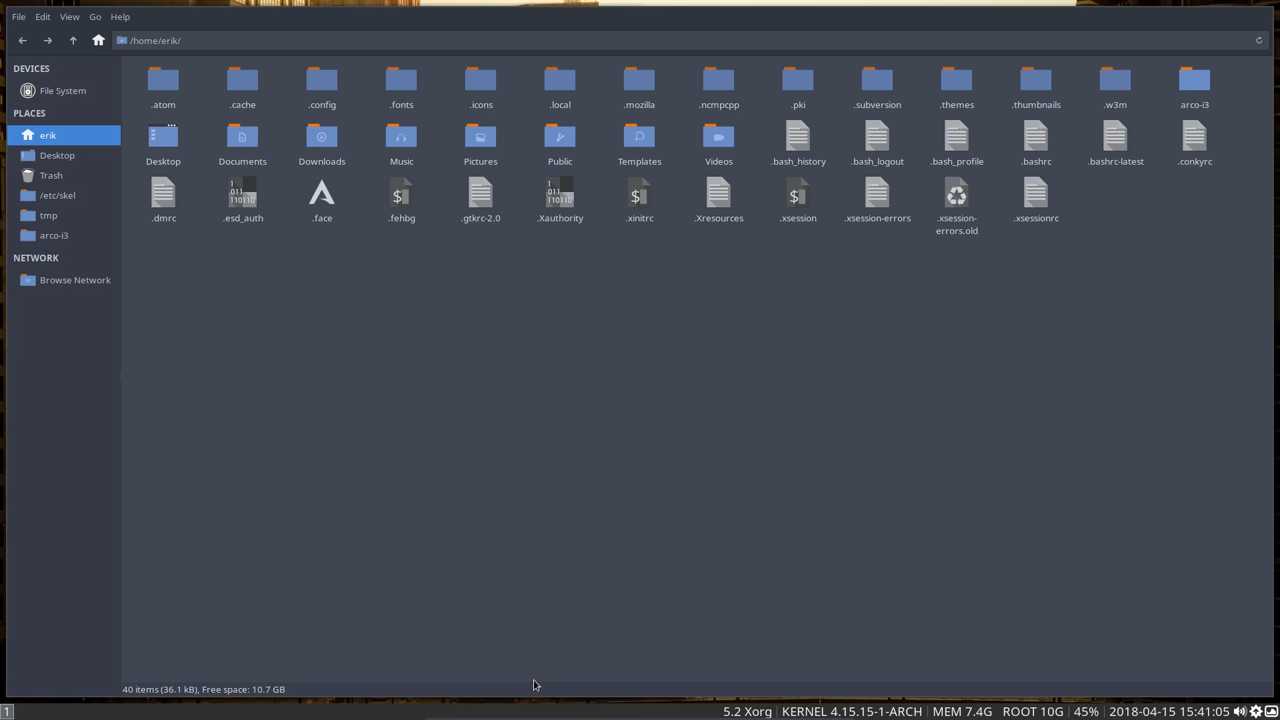 File Edit View Go Help
/home/erik/
DEVICES
File System
PLACES
erik
Desktop
Trash
/etc/skel
tmp
arco-i3
NETWORK
Browse Network
.atom .cache .config .fonts .icons .local .mozilla .ncmpcpp .pki .subversion .themes .thumbnails .w3m arco-i3
Desktop Documents Downloads Music Pictures Public Templates Videos .bash_history .bash_logout .bash_profile .bashrc .bashrc-latest .conkyrc
.dmrc .esd_auth .face .fehbg .gtkrc-2.0 .Xauthority .xinitrc .Xresources .xsession .xsession-errors .xsession-errors.old .xsessionrc
40 items (36.1 kB), Free space: 10.7 GB
1 5.2 Xorg KERNEL 4.15.15-1-ARCH MEM 7.4G ROOT 10G 45% 2018-04-15 15:41:05